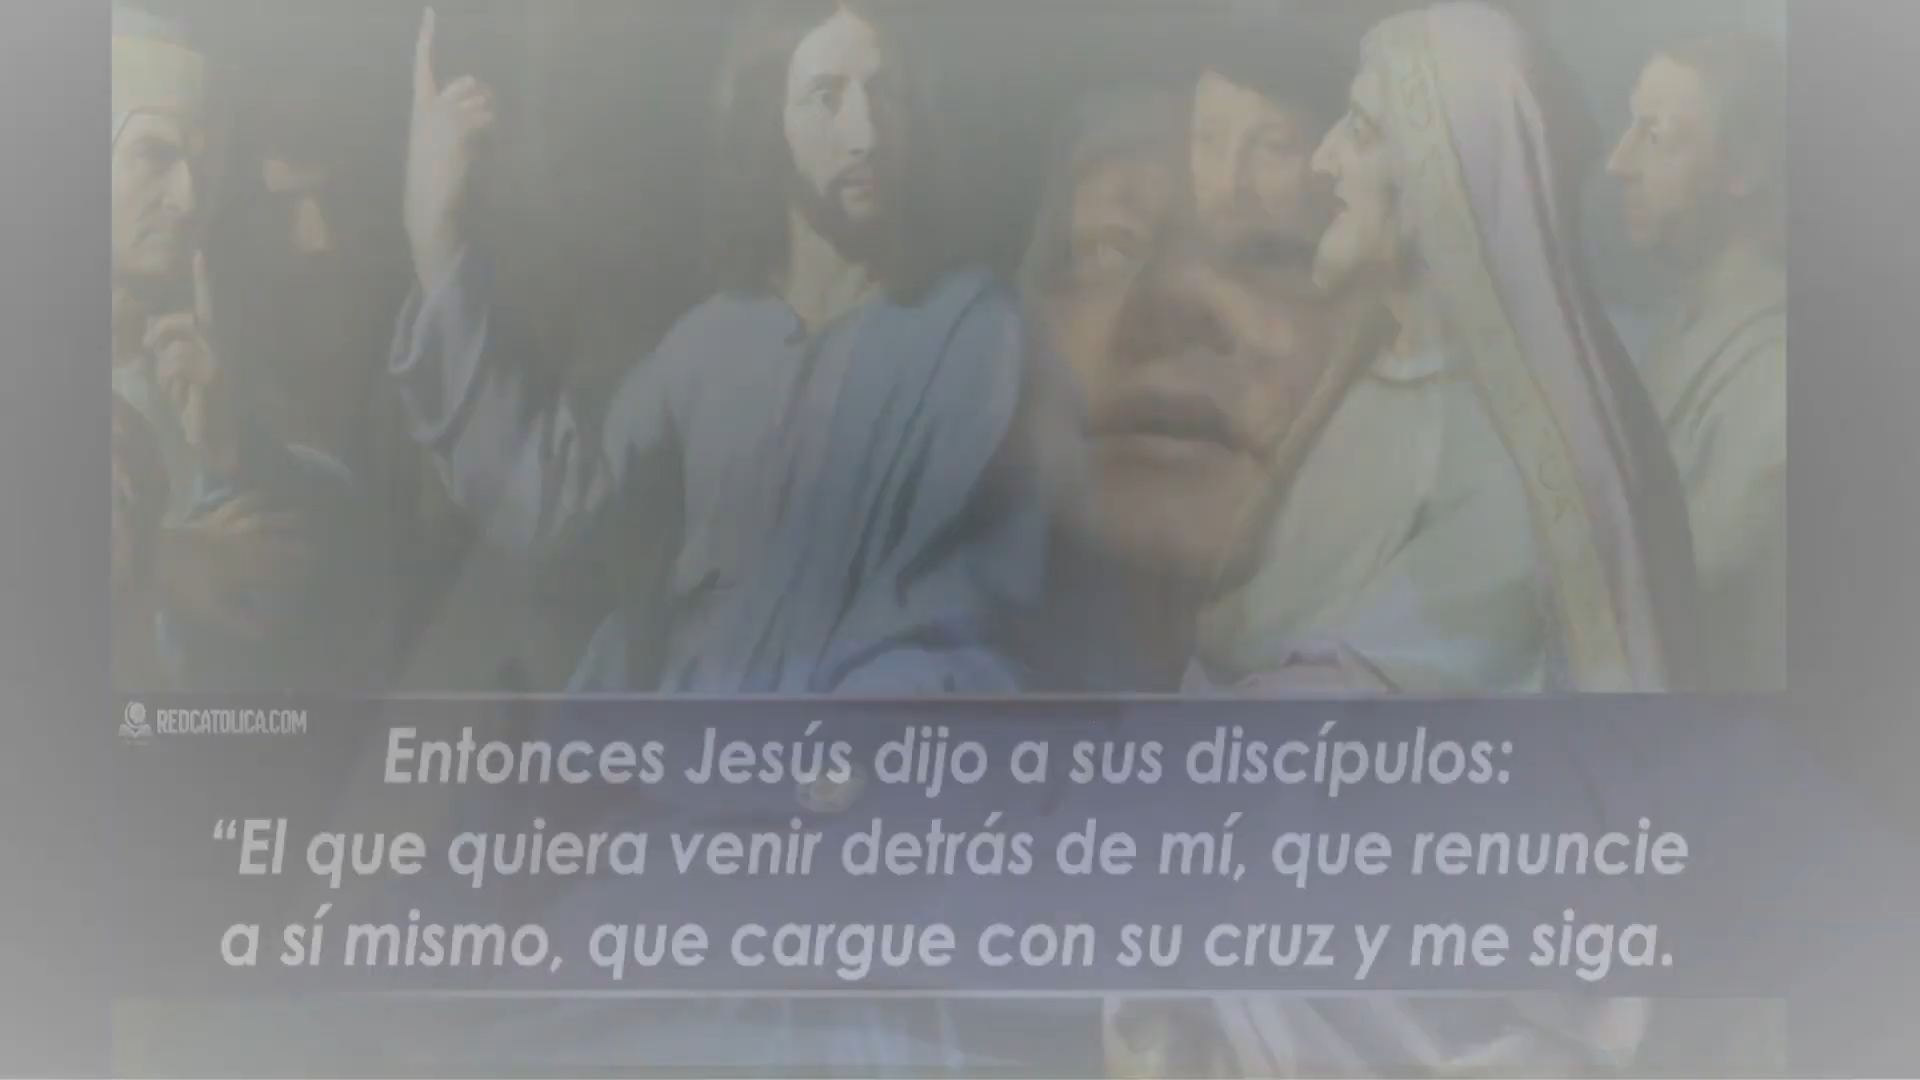 REDCATOLICA.COM
Entonces Jesús dijo a sus discípulos:
“El que quiera venir detrás de mí, que renuncie
a sí mismo, que cargue con su cruz y me siga.